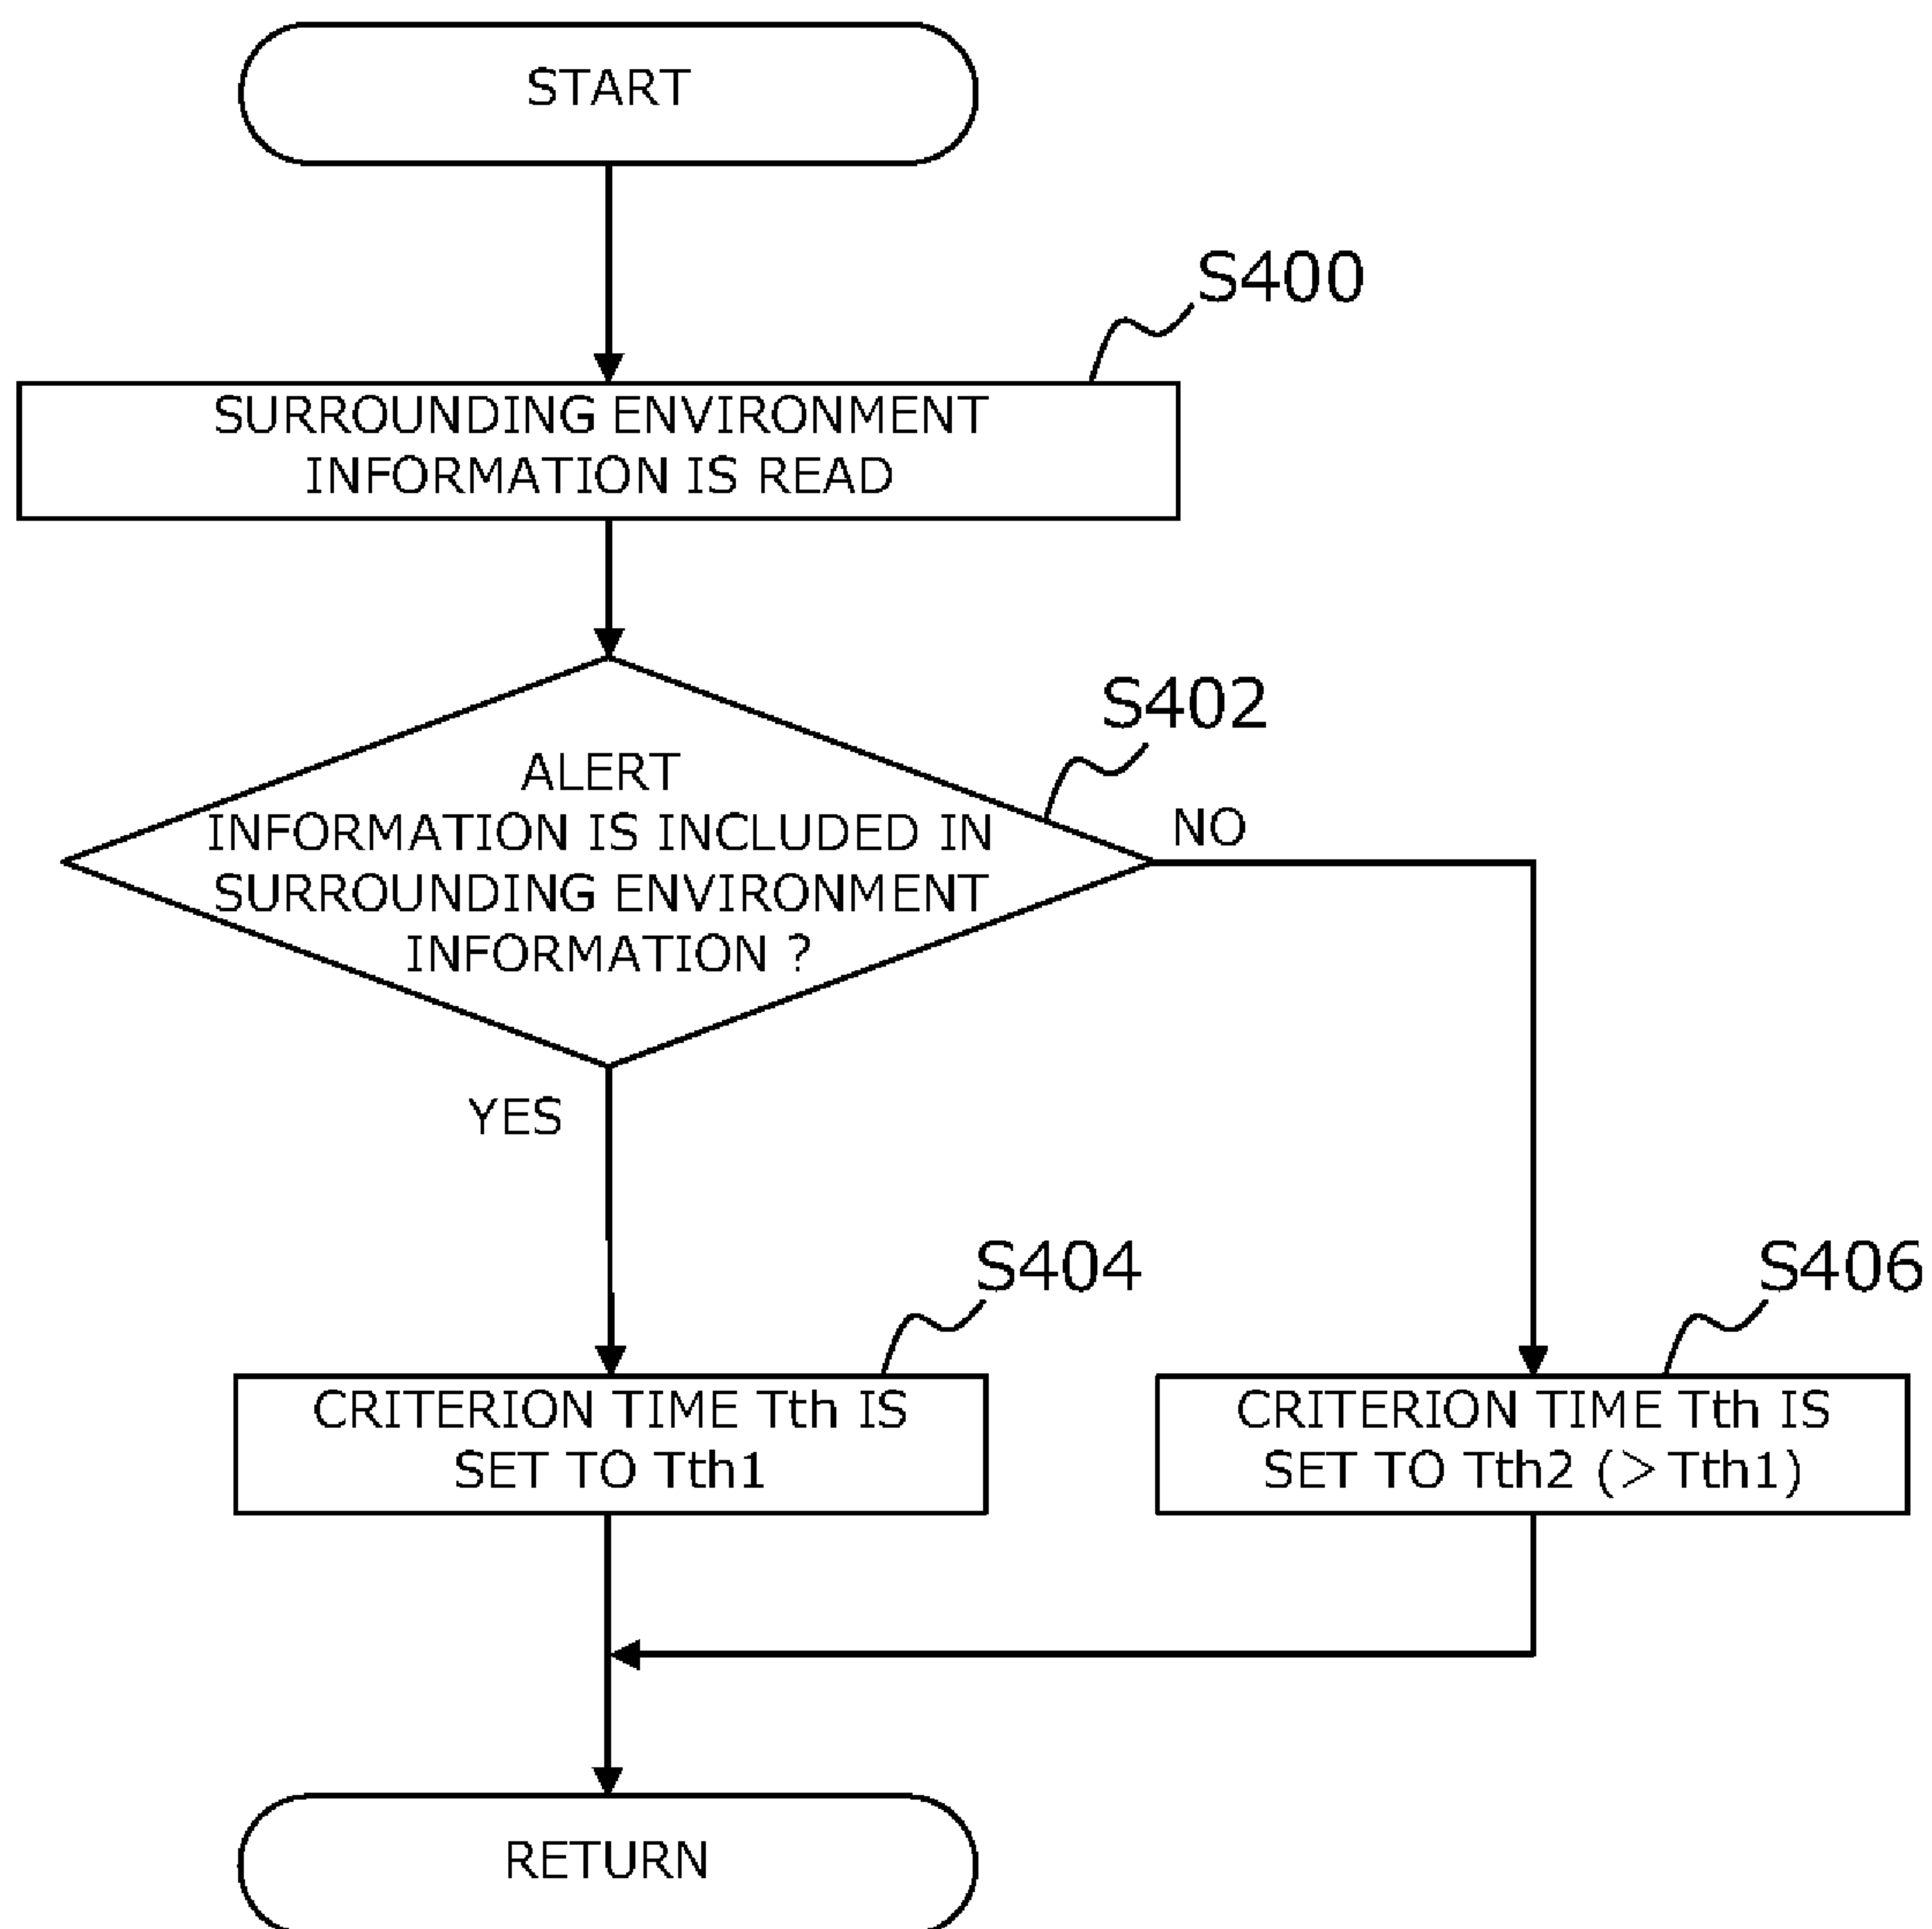 START
S400
SURROUNDING ENVIRONMENT
INFORMATION IS READ
S402
ALERT
INFORMATION IS INCLUDED IN
SURROUNDING ENVIRONMENT
INFORMATION ?
NO
YES
S404
CRITERION TIME Tth IS
SET TO Tth1
S406
CRITERION TIME Tth IS
SET TO Tth2 (> Tth1)
RETURN